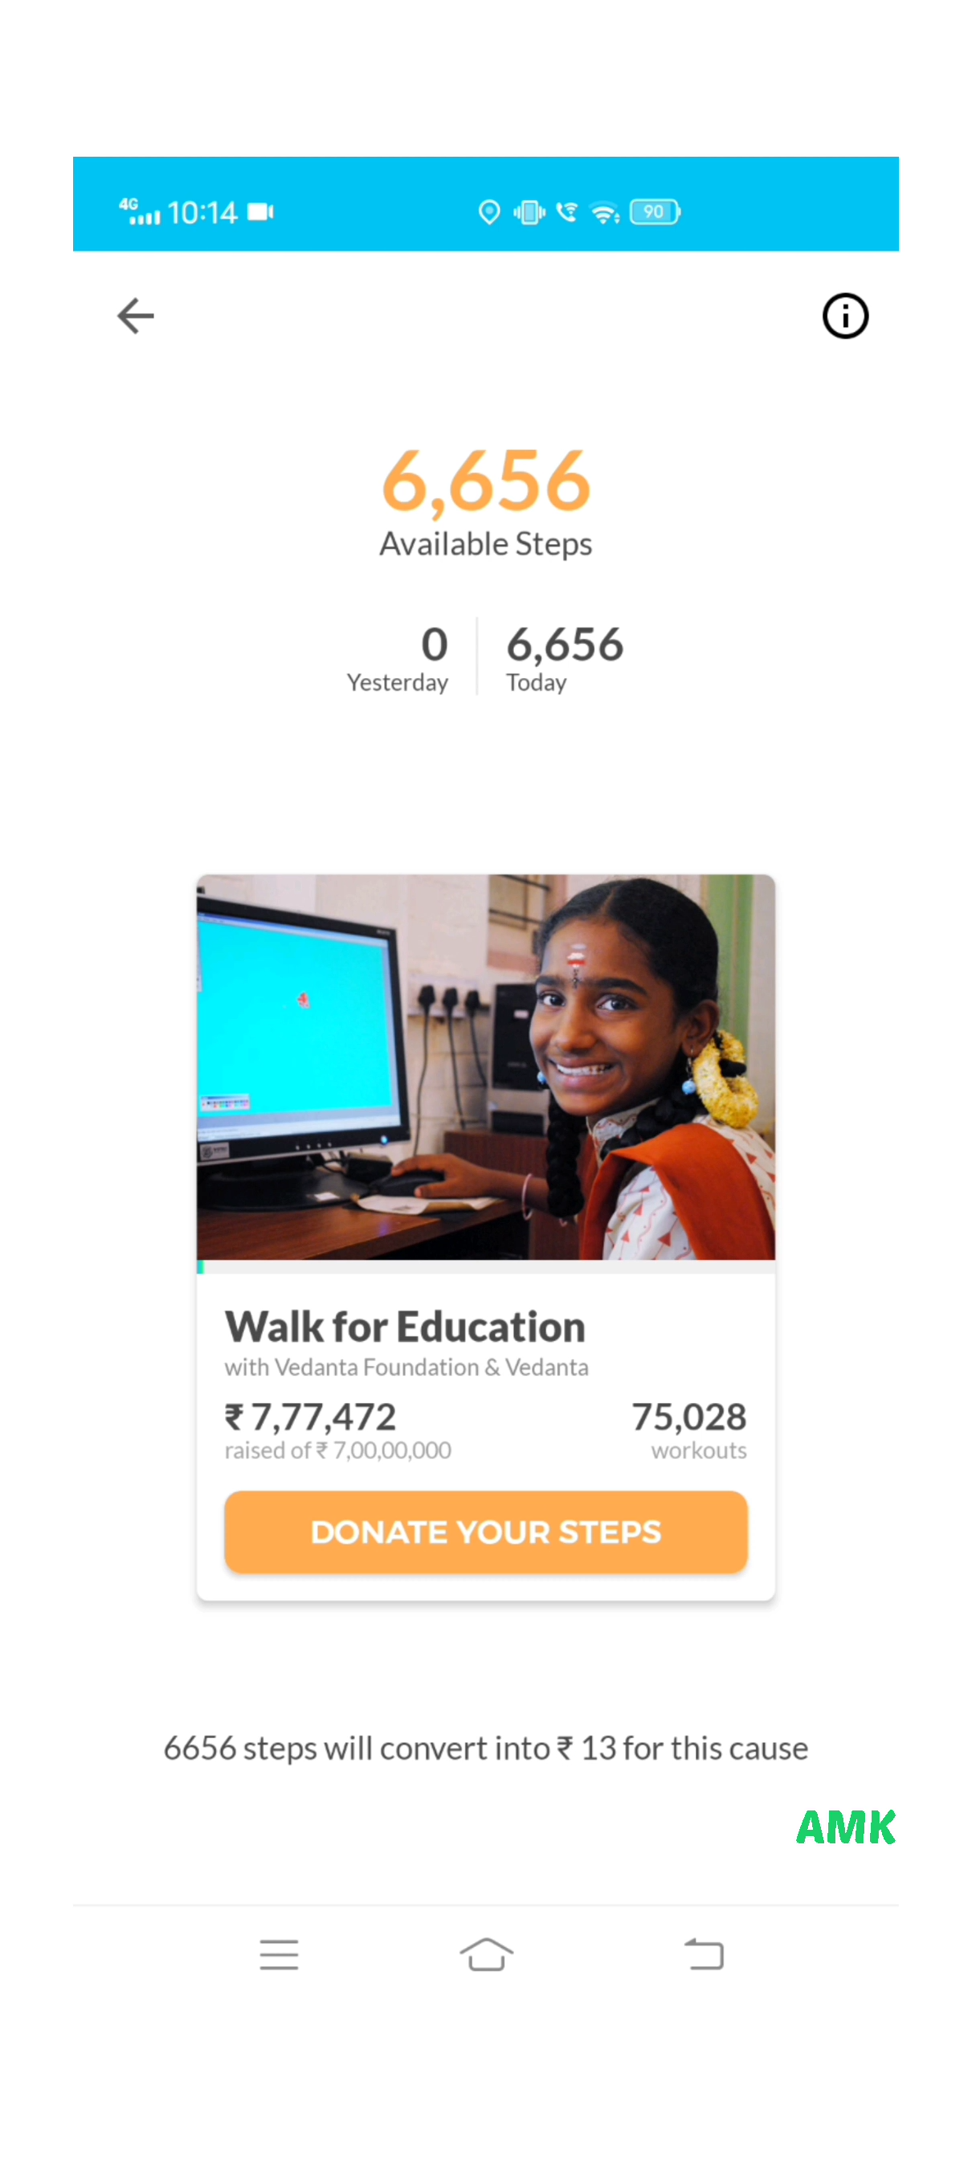 4G 10:14 90
6,656
Available Steps
0 6,656
Yesterday Today
Walk for Education
with Vedanta Foundation & Vedanta
₹ 7,77,472 75,028
raised of ₹ 7,00,00,000 workouts
DONATE YOUR STEPS
6656 steps will convert into ₹ 13 for this cause
AMK